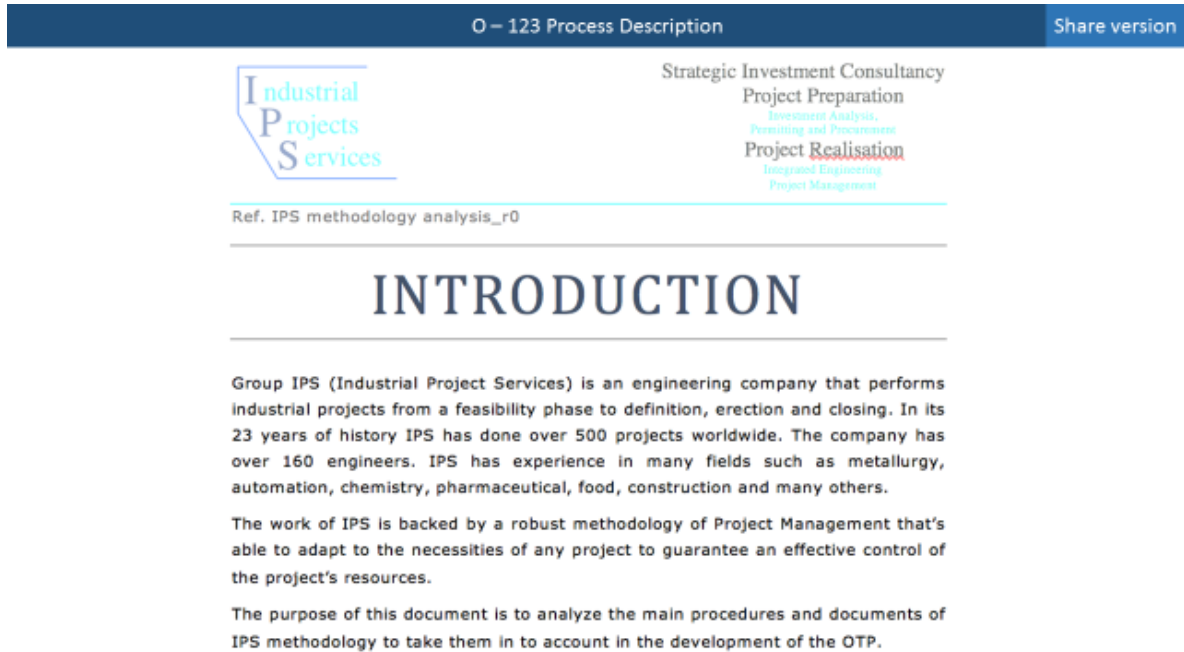 O – 123 Process Description
Share version
Industrial
Projects
Services
Strategic Investment Consultancy
Project Preparation
Investment Analysis,
Permitting and Procurement
Project Realisation
Integrated Engineering
Project Management
Ref. IPS methodology analysis_r0
INTRODUCTION
Group IPS (Industrial Project Services) is an engineering company that performs
industrial projects from a feasibility phase to definition, erection and closing. In its
23 years of history IPS has done over 500 projects worldwide. The company has
over 160 engineers. IPS has experience in many fields such as metallurgy,
automation, chemistry, pharmaceutical, food, construction and many others.
The work of IPS is backed by a robust methodology of Project Management that’s
able to adapt to the necessities of any project to guarantee an effective control of
the project’s resources.
The purpose of this document is to analyze the main procedures and documents of
IPS methodology to take them in to account in the development of the OTP.